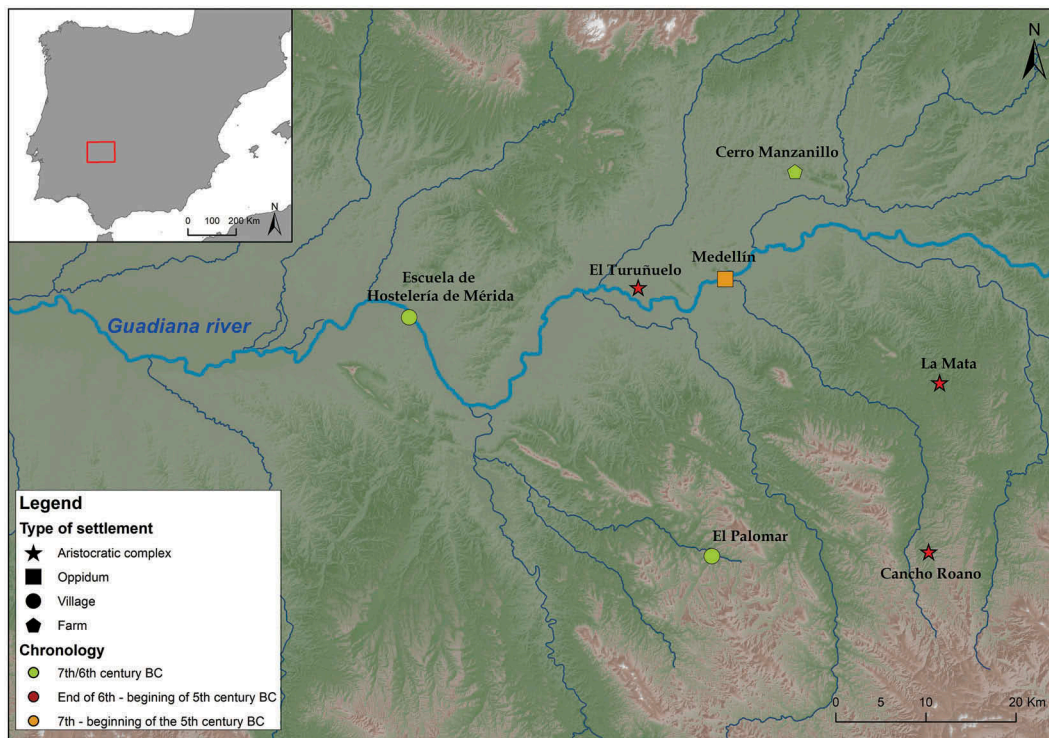 N
0 100 200 Km
N
Cerro Manzanillo
Medellín
El Turuñuelo
Escuela de
Hostelería de Mérida
Guadiana river
La Mata
El Palomar
Cancho Roano
Legend
Type of settlement
Aristocratic complex
Oppidum
Village
Farm
Chronology
7th/6th century BC
End of 6th - begining of 5th century BC
7th - beginning of the 5th century BC
0 5 10 20 Km